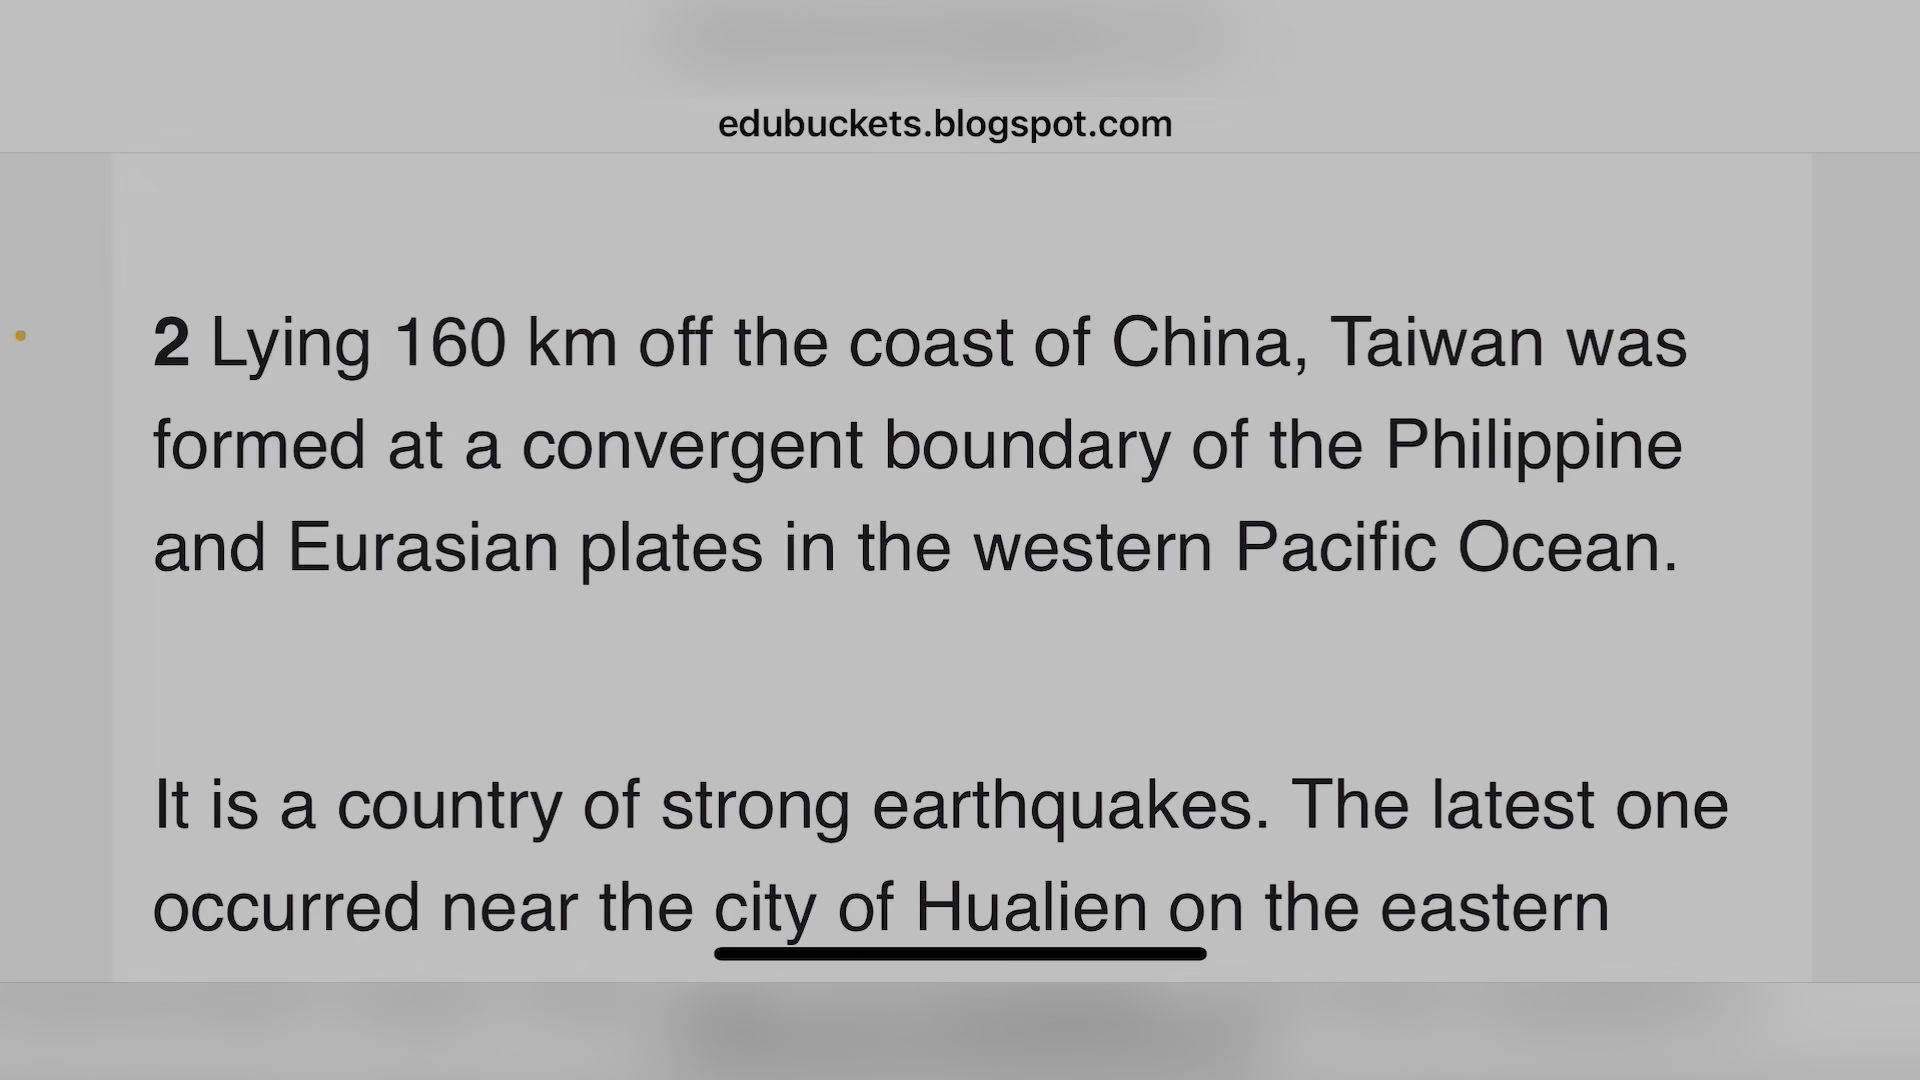 edubuckets.blogspot.com
2 Lying 160 km off the coast of China, Taiwan was
formed at a convergent boundary of the Philippine
and Eurasian plates in the western Pacific Ocean.
It is a country of strong earthquakes. The latest one
occurred near the city of Hualien on the eastern